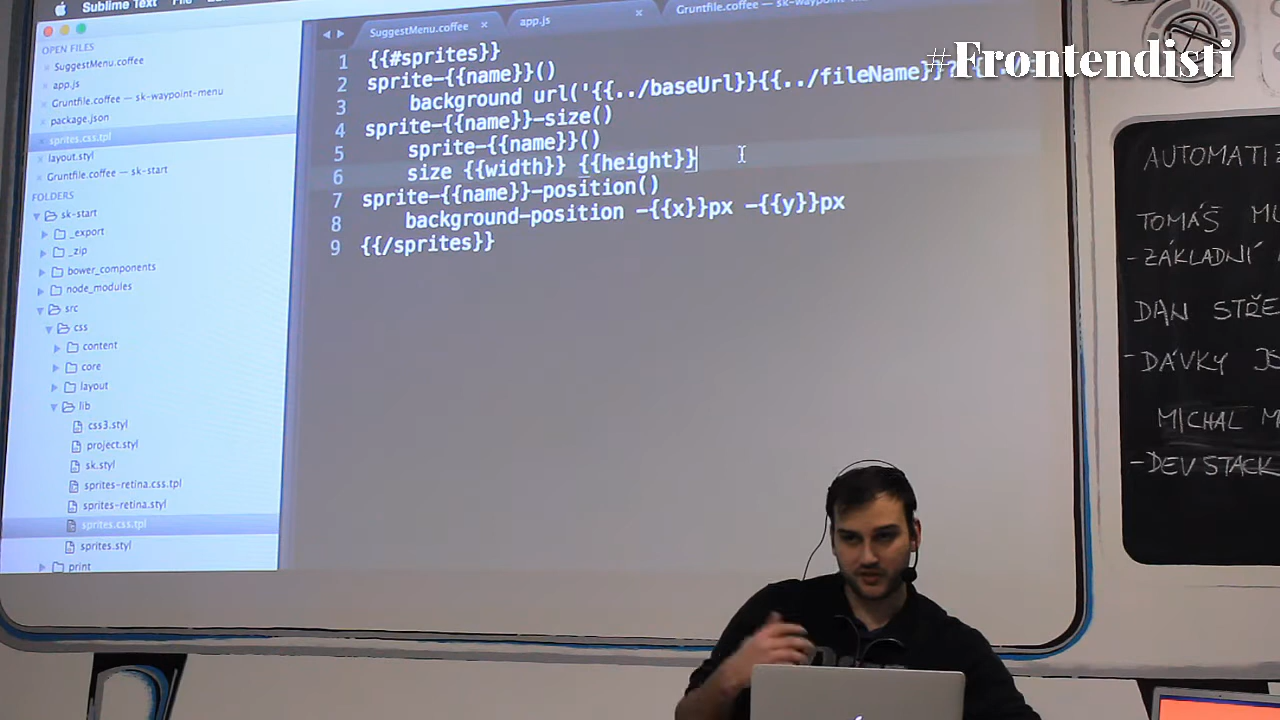 Sublime Text
File
#Frontendisti
OPEN FILES
SuggestMenu.coffee
app.js
Gruntfile.coffee — sk-waypoint-menu
package.json
sprites.css.tpl
layout.styl
Gruntfile.coffee — sk-start
FOLDERS
sk-start
_export
_zip
bower_components
node_modules
src
css
content
core
layout
lib
css3.styl
project.styl
sk.styl
sprites-retina.css.tpl
sprites-retina.styl
sprites.css.tpl
sprites.styl
print
SuggestMenu.coffee
app.js
Gruntfile.coffee — sk-waypoint-menu
1 {{#sprites}}
2 sprite-{{name}}()
3 background url('{{../baseUrl}}{{../fileName}}
4 sprite-{{name}}-size()
5 sprite-{{name}}()
6 size {{width}} {{height}}
7 sprite-{{name}}-position()
8 background-position -{{x}}px -{{y}}px
9 {{/sprites}}
AUTOMATIZ
TOMÁŠ
- ZÁKLADNÍ
DAN STŘE
- DÁVKY
MICHAL M
- DEVSTACK